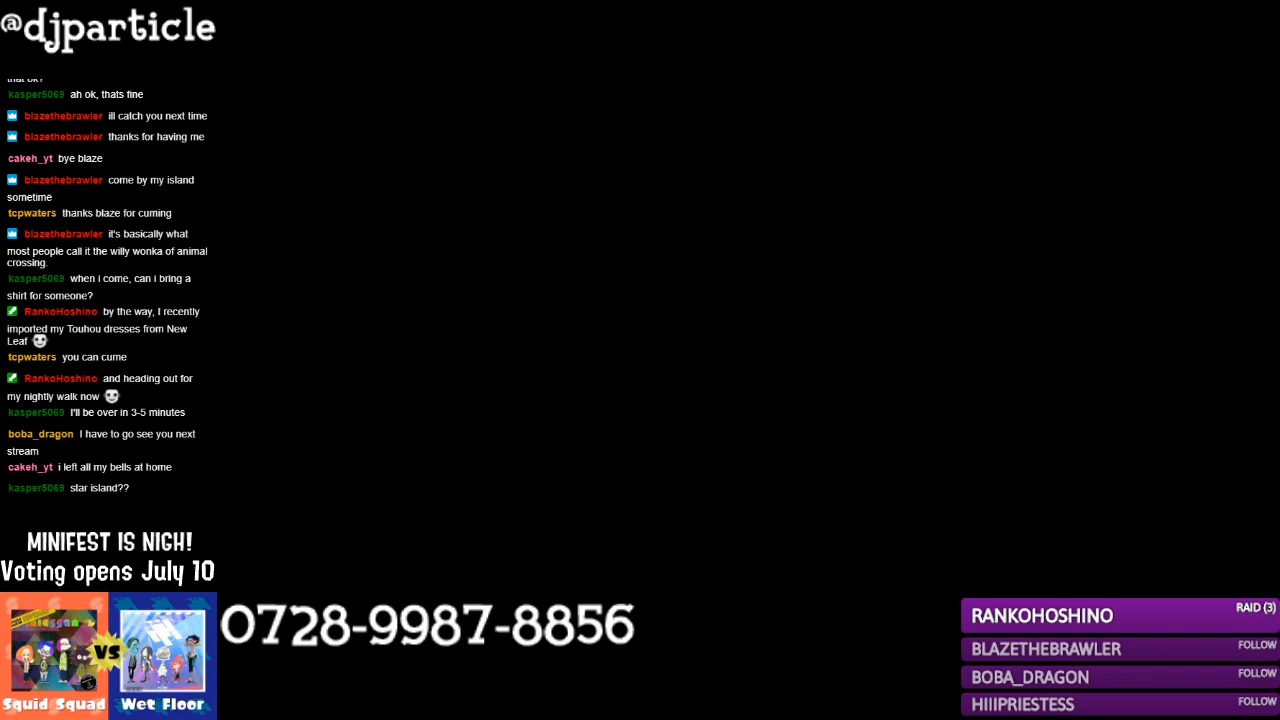 @djparticle
that ok?
kasper5069 ah ok, thats fine
blazethebrawler ill catch you next time
blazethebrawler thanks for having me
cakeh_yt bye blaze
blazethebrawler come by my island
sometime
tcpwaters thanks blaze for cuming
blazethebrawler it's basically what
most people call it the willy wonka of animal
crossing.
kasper5069 when i come, can i bring a
shirt for someone?
RankoHoshino by the way, I recently
imported my Touhou dresses from New
Leaf
tcpwaters you can cume
RankoHoshino and heading out for
my nightly walk now
kasper5069 I'll be over in 3-5 minutes
boba_dragon I have to go see you next
stream
cakeh_yt i left all my bells at home
kasper5069 star island??
MINIFEST IS NIGH!
Voting opens July 10
VS
Squid Squad
Wet Floor
0728-9987-8856
RANKOHOSHINO RAID (3)
BLAZETHEBRAWLER FOLLOW
BOBA_DRAGON FOLLOW
HIIIPRIESTESS FOLLOW